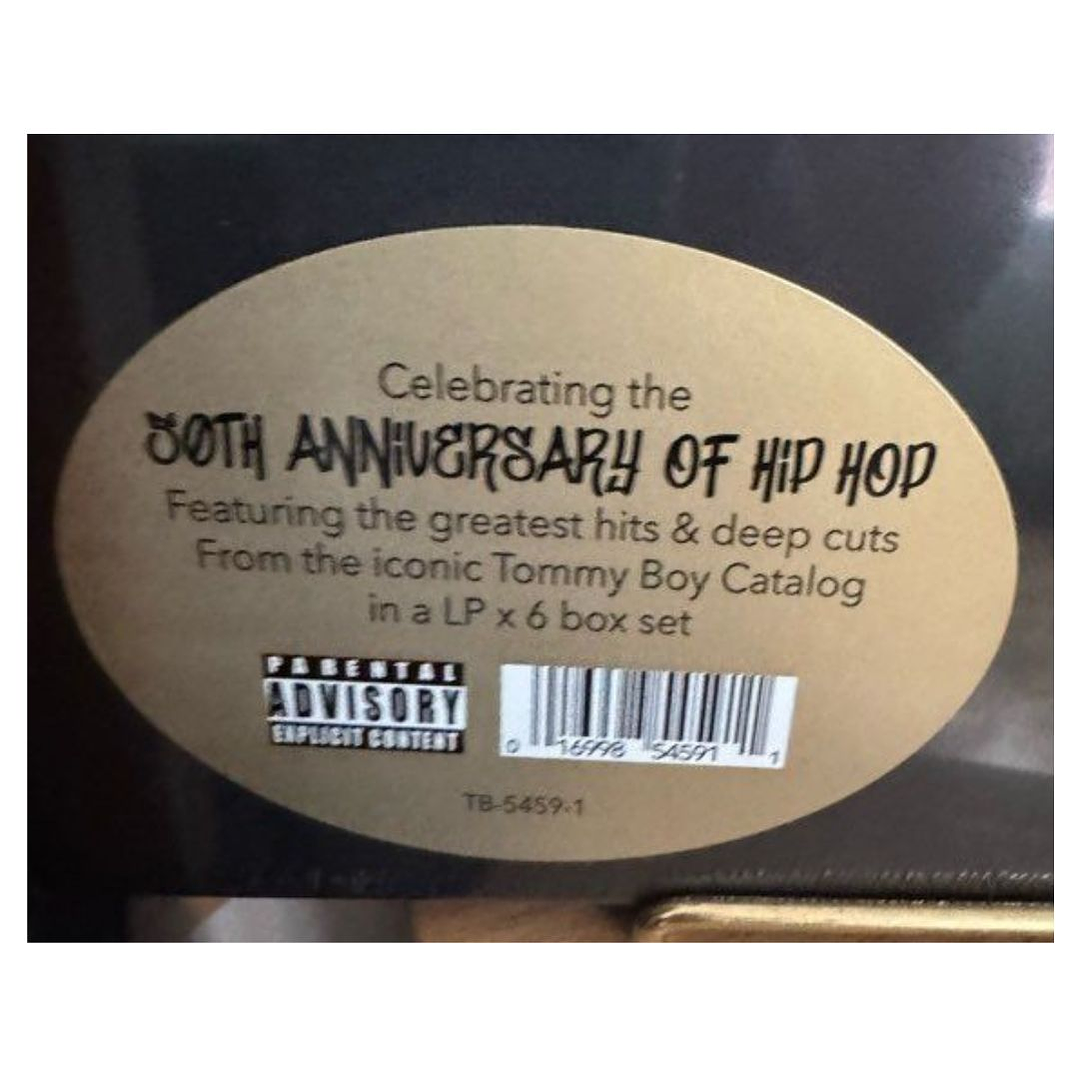 Celebrating the
50TH ANNiVERSARY OF HiP HOP
Featuring the greatest hits & deep cuts
From the iconic Tommy Boy Catalog
in a LP x 6 box set
PARENTAL
ADVISORY
EXPLICIT CONTENT
0 16998 54591 1
TB-5459-1